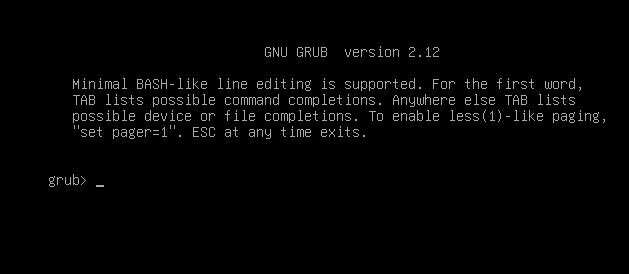 GNU GRUB  version 2.12
Minimal BASH-like line editing is supported. For the first word,
TAB lists possible command completions. Anywhere else TAB lists
possible device or file completions. To enable less(1)-like paging,
"set pager=1". ESC at any time exits.
grub> _